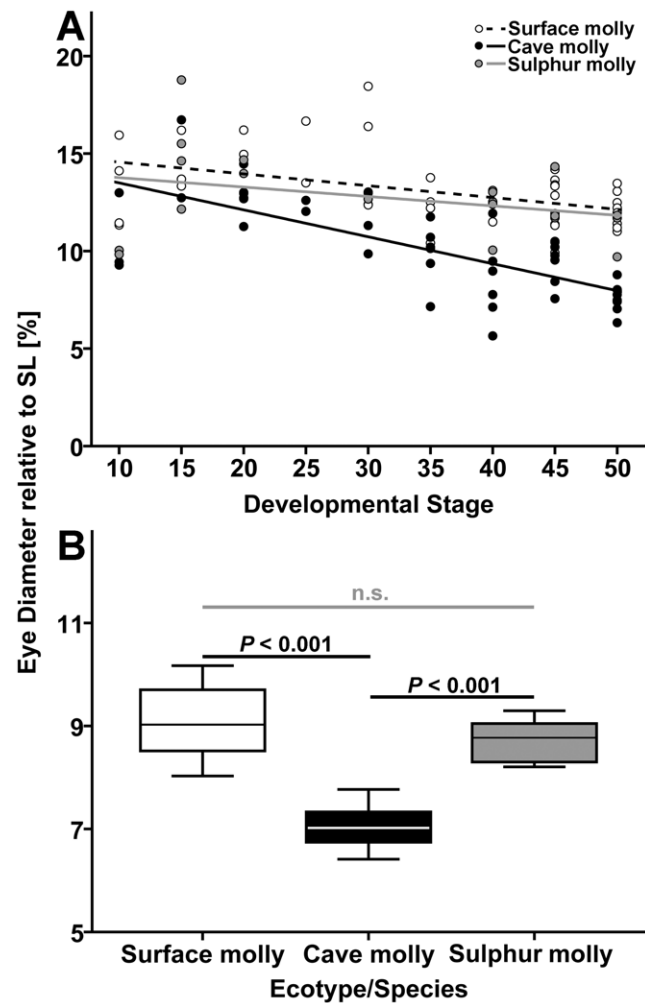 A
Surface molly
Cave molly
Sulphur molly
20
15
10
5
0
10 15 20 25 30 35 40 45 50
Developmental Stage
Eye Diameter relative to SL [%]
B
n.s.
11
P < 0.001
P < 0.001
9
7
5
Surface molly Cave molly Sulphur molly
Ecotype/Species